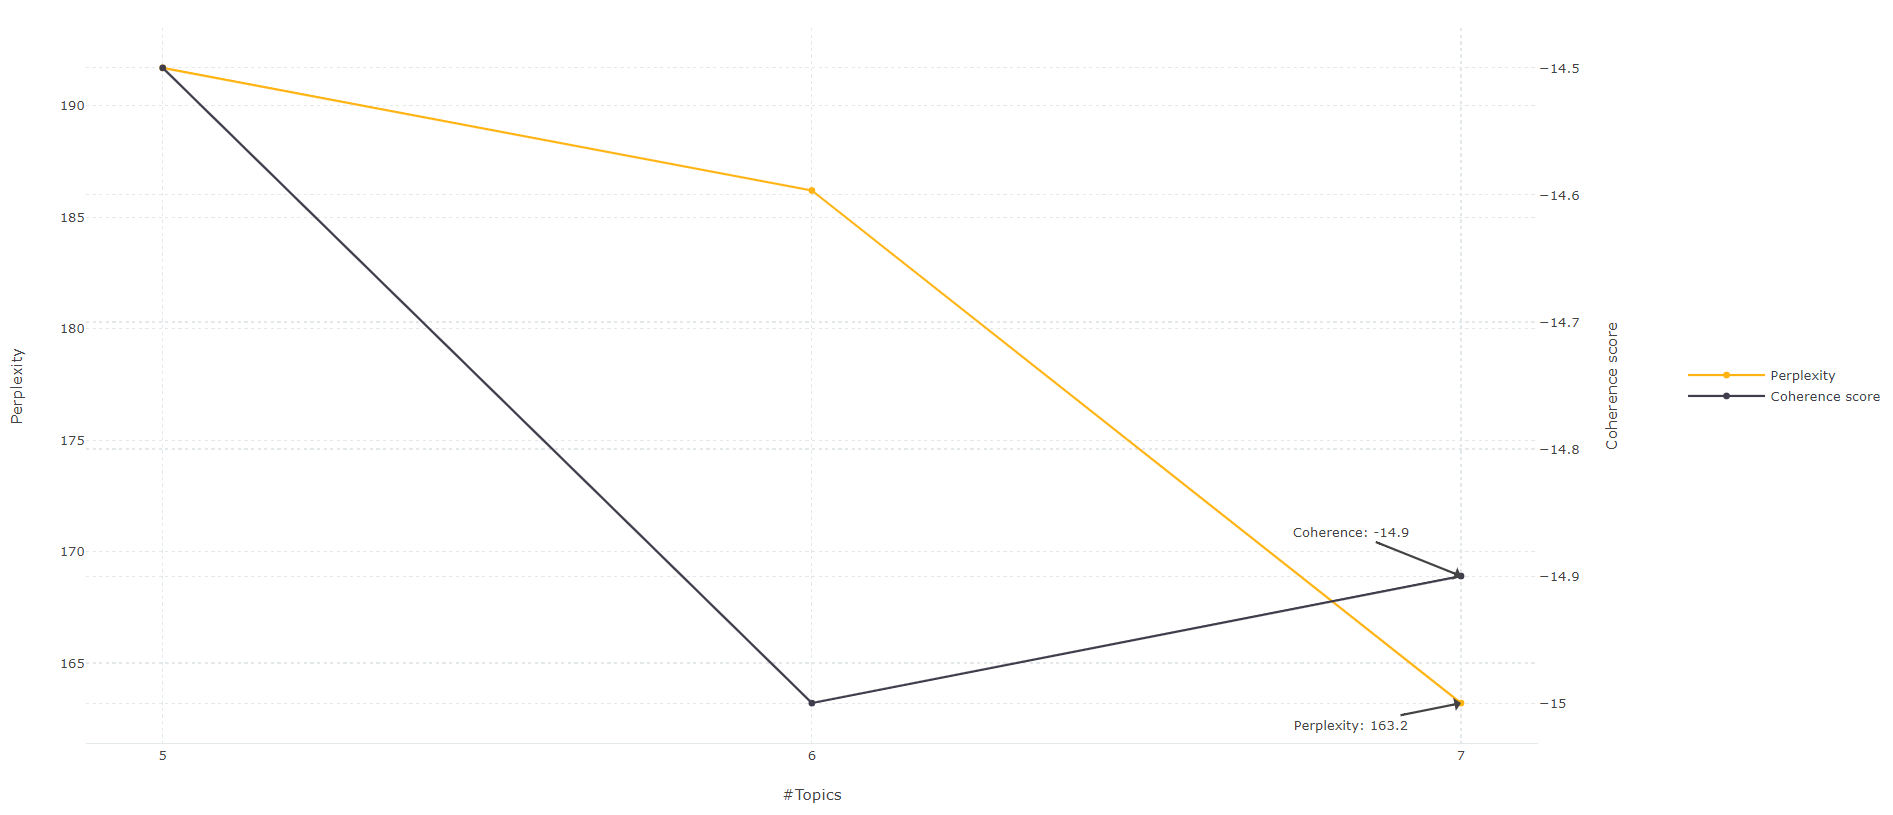 190
185
180
175
170
165
Perplexity
−14.5
−14.6
−14.7
−14.8
−14.9
−15
Coherence score
Coherence: -14.9
Perplexity: 163.2
5
6
7
#Topics
Perplexity
Coherence score